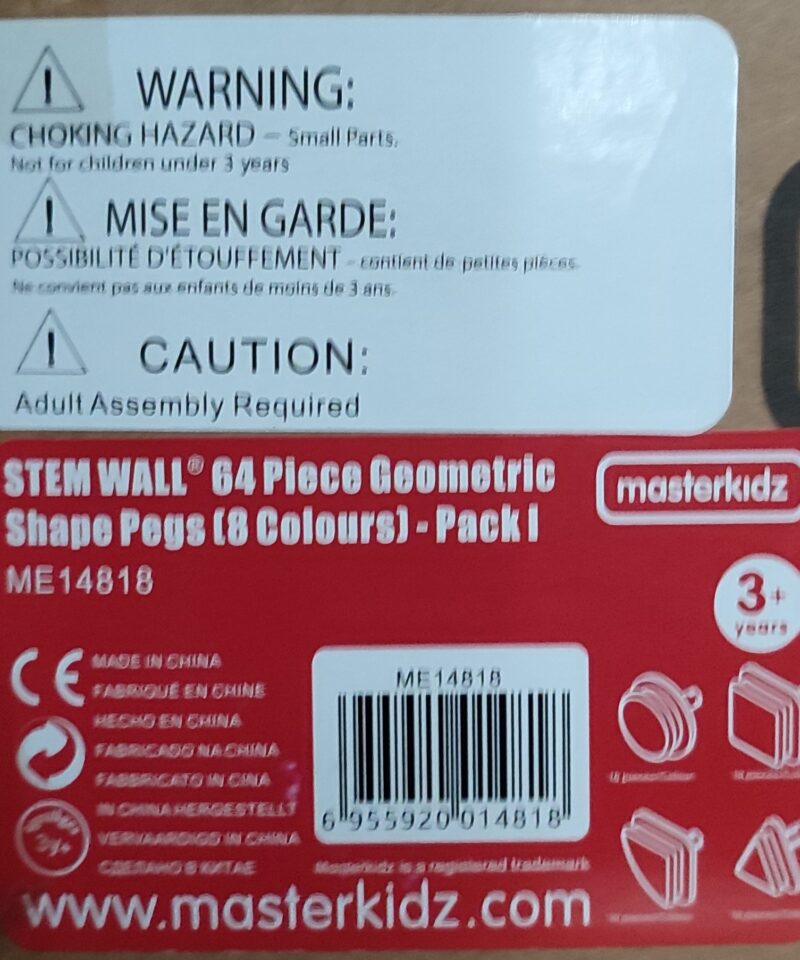 WARNING:
CHOKING HAZARD – Small Parts.
Not for children under 3 years
MISE EN GARDE:
POSSIBILITÉ D'ÉTOUFFEMENT - contient de petites pièces.
Ne convient pas aux enfants de moins de 3 ans.
CAUTION:
Adult Assembly Required
STEM WALL® 64 Piece Geometric
Shape Pegs (8 Colours) - Pack I
masterkidz
ME14818
3+
years
CE
MADE IN CHINA
FABRIQUÉ EN CHINE
HECHO EN CHINA
FABRICADO NA CHINA
FABBRICATO IN CINA
IN CHINA HERGESTELLT
VERVAARDIGD IN CHINA
СДЕЛАНО В КИТАЕ
3y+
ME14818
6 955920 014818
Masterkidz is a registered trademark
www.masterkidz.com